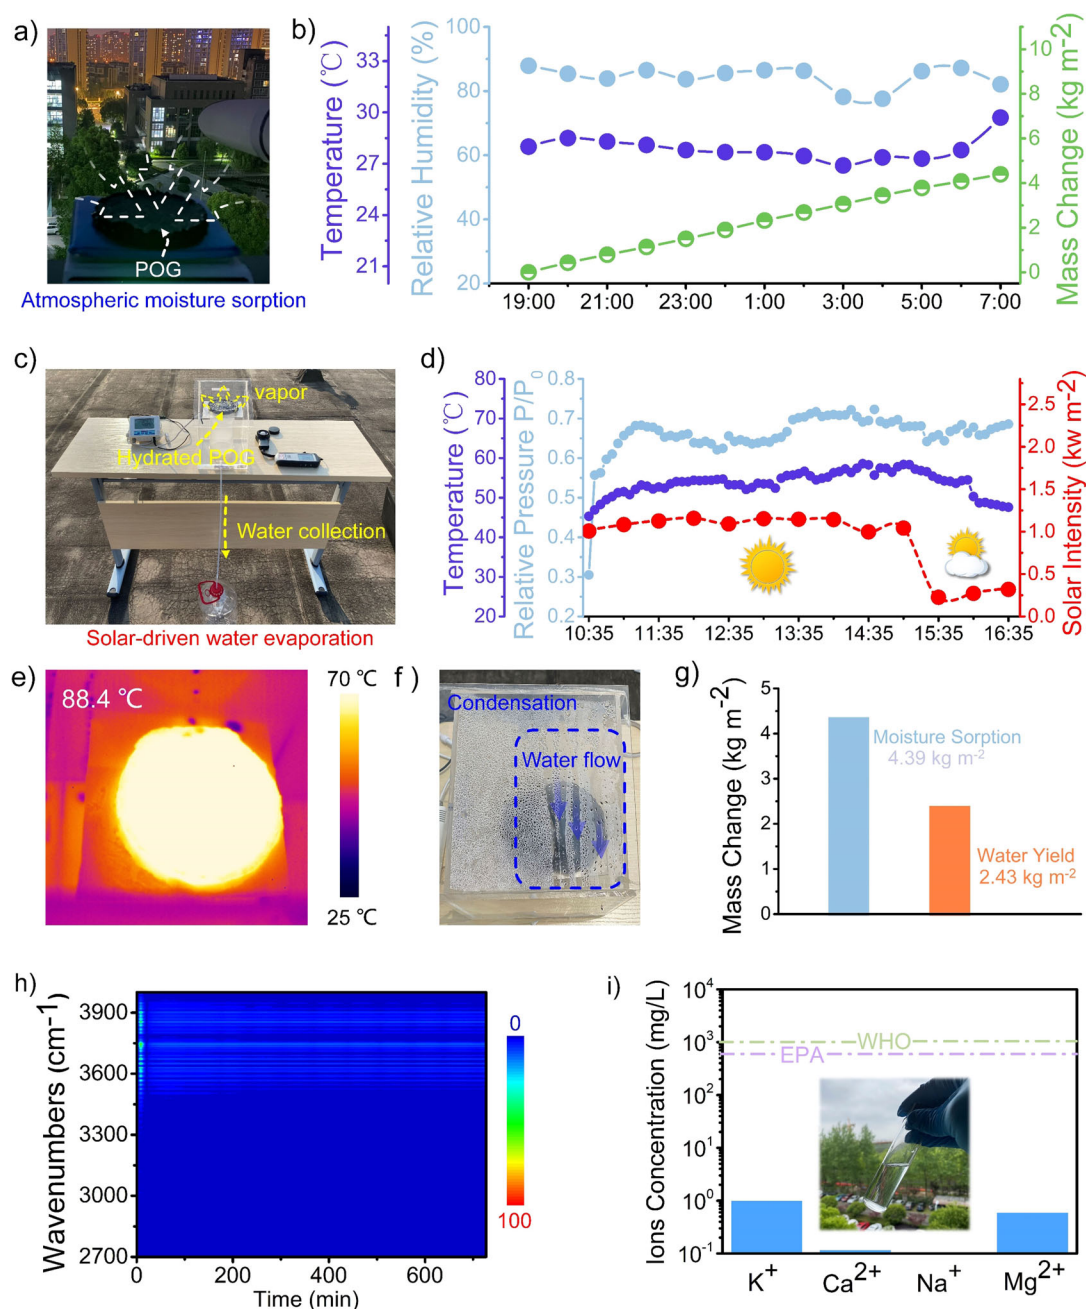 a)
POG
Atmospheric moisture sorption
b)
Temperature (℃)
33
30
27
24
21
Relative Humidity (%)
100
80
60
40
20
Mass Change (kg m⁻²)
10
8
6
4
2
0
19:00 21:00 23:00 1:00 3:00 5:00 7:00
c)
vapor
Hydrated POG
Water collection
Solar-driven water evaporation
d)
Temperature (℃)
80
70
60
50
40
30
20
Relative Pressure P/P₀
0.8
0.7
0.6
0.5
0.4
0.3
0.2
Solar Intensity (kw m⁻²)
2.5
2.0
1.5
1.0
0.5
0.0
10:35 11:35 12:35 13:35 14:35 15:35 16:35
e)
88.4 ℃
70 ℃
25 ℃
f )
Condensation
Water flow
g)
Mass Change (kg m⁻²)
5
4
3
2
1
0
Moisture Sorption
4.39 kg m⁻²
Water Yield
2.43 kg m⁻²
h)
Wavenumbers (cm⁻¹)
3900
3600
3300
3000
2700
0 200 400 600
Time (min)
0
100
i)
Ions Concentration (mg/L)
10⁴
10³
10²
10¹
10⁰
10⁻¹
WHO
EPA
K⁺ Ca²⁺ Na⁺ Mg²⁺